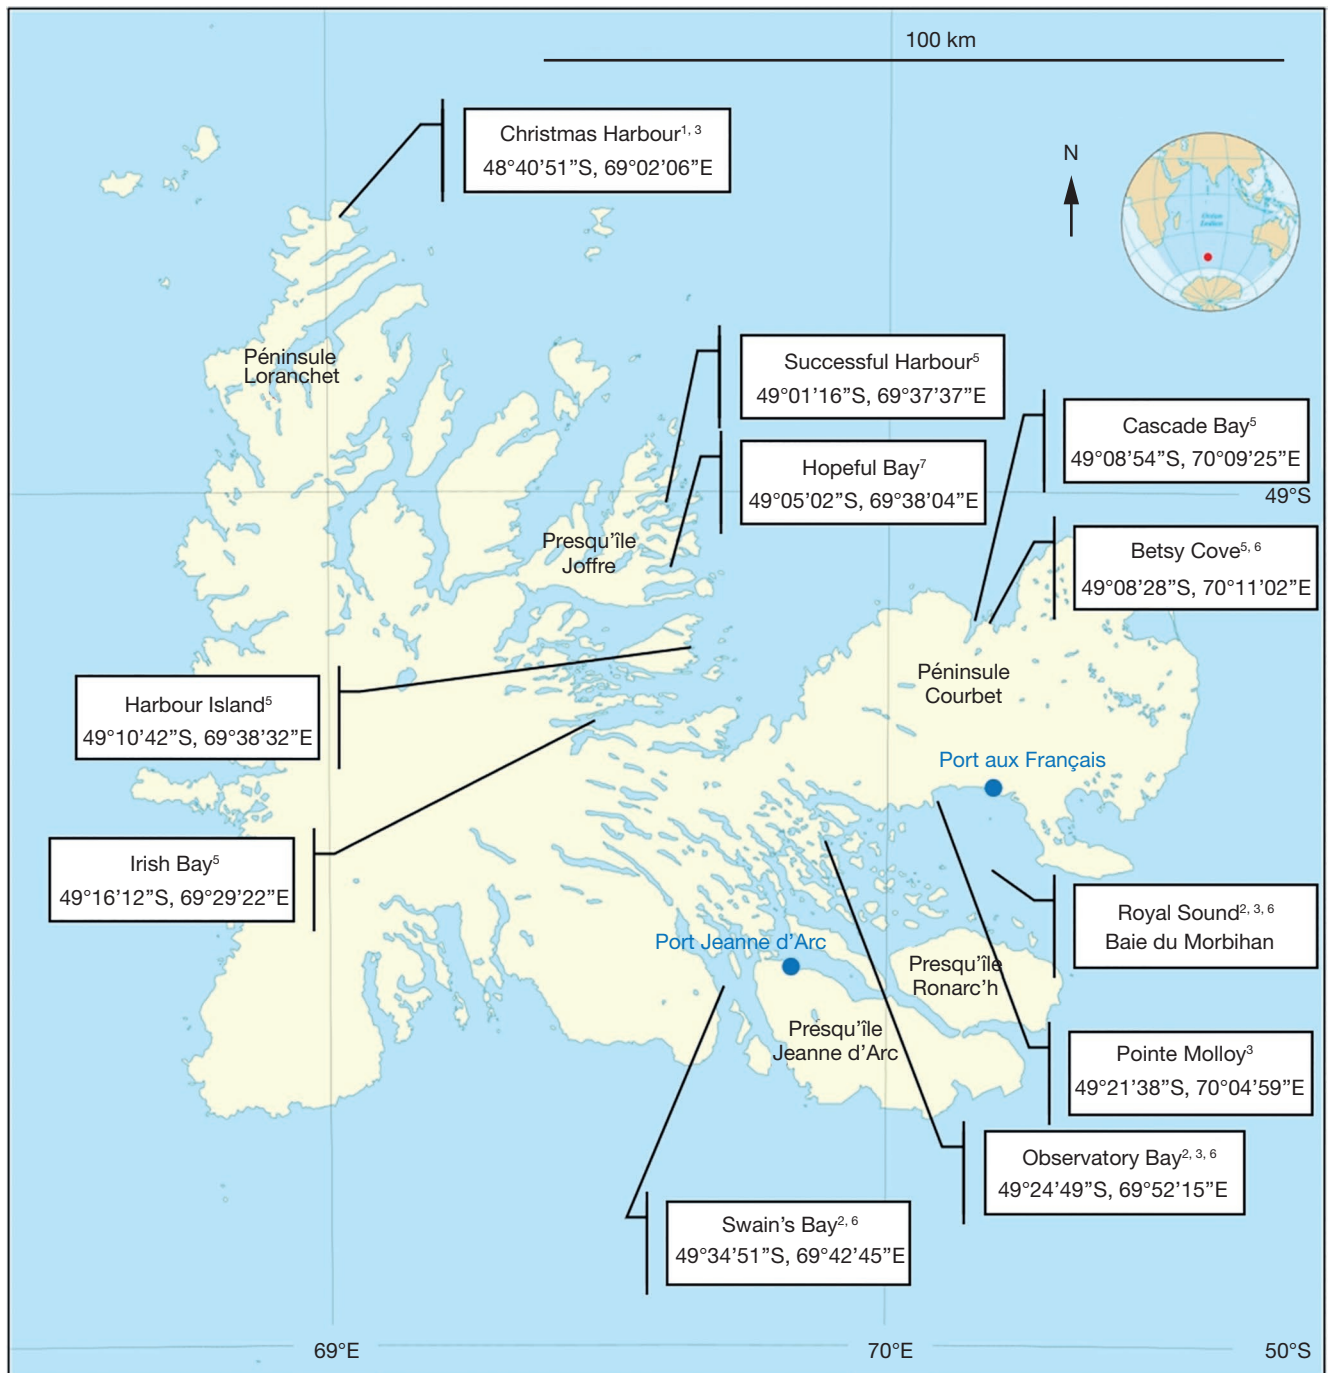 100 km
Christmas Harbour1, 3
48°40’51”S, 69°02’06”E
N
Péninsule
Loranchet
Successful Harbour5
49°01’16”S, 69°37’37”E
Cascade Bay5
49°08’54”S, 70°09’25”E
Hopeful Bay7
49°05’02”S, 69°38’04”E
49°S
Presqu’île
Joffre
Betsy Cove5, 6
49°08’28”S, 70°11’02”E
Péninsule
Courbet
Harbour Island5
49°10’42”S, 69°38’32”E
Port aux Français
Irish Bay5
49°16’12”S, 69°29’22”E
Royal Sound2, 3, 6
Baie du Morbihan
Port Jeanne d’Arc
Presqu’île
Ronarc’h
Presqu’île
Jeanne d’Arc
Pointe Molloy3
49°21’38”S, 70°04’59”E
Observatory Bay2, 3, 6
49°24’49”S, 69°52’15”E
Swain’s Bay2, 6
49°34’51”S, 69°42’45”E
69°E
70°E
50°S